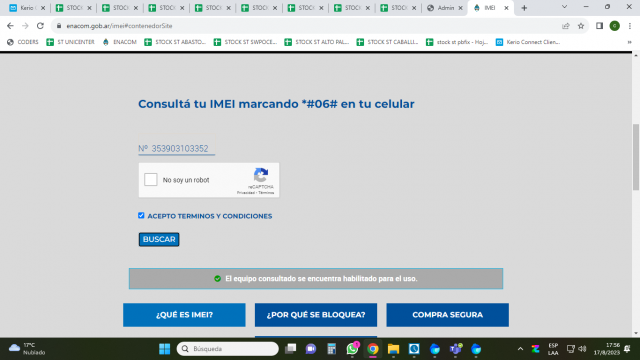 Kerio
STOCK
STOCK
STOCK
STOCK
STOCK
STOCK
STOCK
Admin
IMEI
enacom.gob.ar/imei#contenedorSite
CODERS
ST UNICENTER
ENACOM
STOCK ST ABASTO...
STOCK ST SWPOCE...
STOCK ST ALTO PAL...
STOCK ST CABALLI...
stock st pbfix - Hoj...
Kerio Connect Clien...
Consultá tu IMEI marcando *#06# en tu celular
Nº 353903103352
No soy un robot
reCAPTCHA
Privacidad - Términos
ACEPTO TERMINOS Y CONDICIONES
BUSCAR
El equipo consultado se encuentra habilitado para el uso.
¿QUÉ ES IMEI?
¿POR QUÉ SE BLOQUEA?
COMPRA SEGURA
17°C
Nublado
Búsqueda
ESP
LAA
17:56
17/8/2023